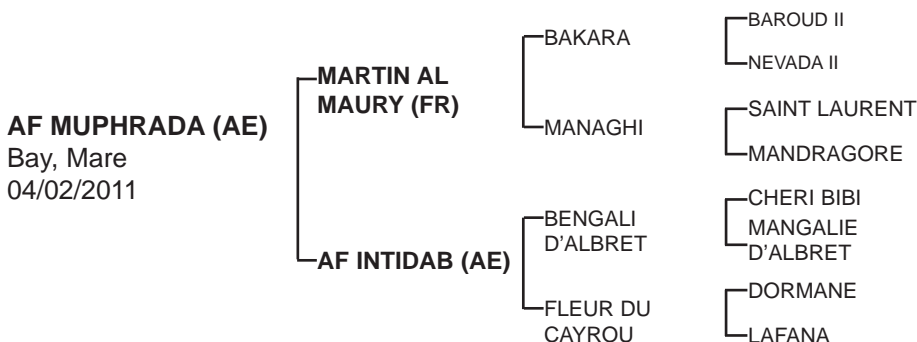 AF MUPHRADA (AE)
Bay, Mare
04/02/2011
MARTIN AL
MAURY (FR)
AF INTIDAB (AE)
BAKARA
MANAGHI
BENGALI
D'ALBRET
FLEUR DU
CAYROU
BAROUD II
NEVADA II
SAINT LAURENT
MANDRAGORE
CHERI BIBI
MANGALIE
D'ALBRET
DORMANE
LAFANA